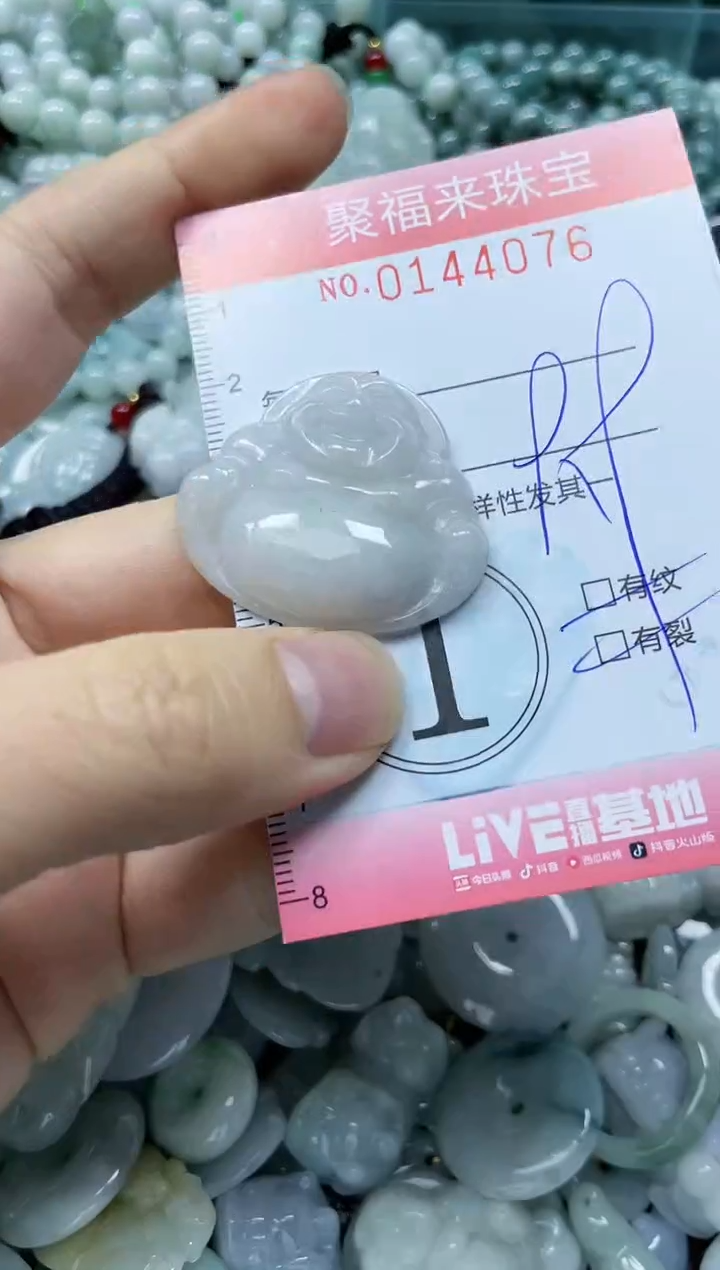 聚福来珠宝
NO.0144076
1
2
样性发其一
有纹
有裂
1
8
LiVE直播基地
今日头条 抖音 西瓜视频 抖音火山版